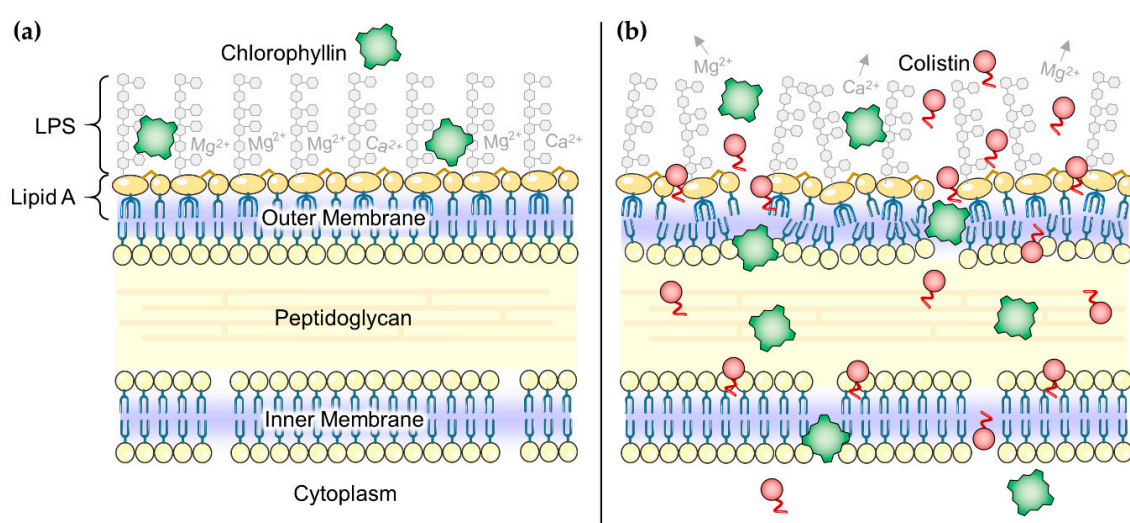 (a)
Chlorophyllin
LPS
Mg2+ Mg2+ Mg2+ Ca2+ Mg2+ Ca2+
Lipid A
Outer Membrane
Peptidoglycan
Inner Membrane
Cytoplasm
(b)
Mg2+ Ca2+ Colistin Mg2+